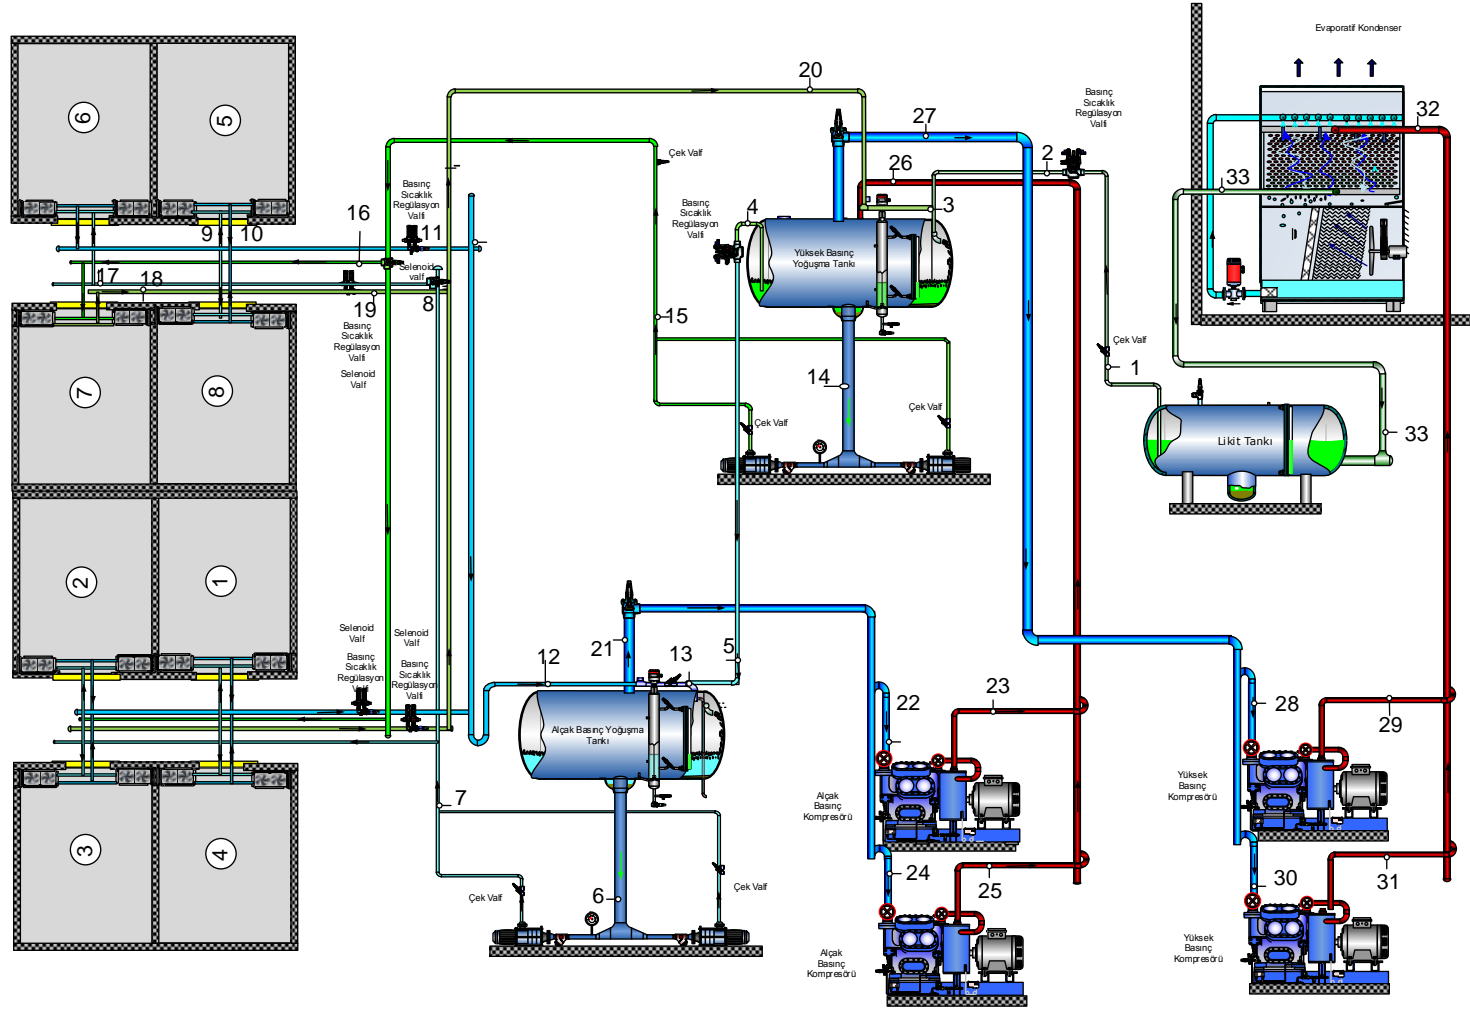 Evaporatif Kondenser
20
27
Basınç
Sıcaklık
Regülasyon
Valfi
32
6
5
Çek Valf
2
26
33
Basınç
Sıcaklık
Regülasyon
Valfi
Basınç
Sıcaklık
Regülasyon
Valfi
4
3
16
9
10
11
Yüksek Basınç
Yoğuşma Tankı
Selenoid
valf
17
18
19
8
15
Basınç
Sıcaklık
Regülasyon
Valfi
Selenoid
Valf
Çek Valf
1
7
8
14
Çek Valf
Çek Valf
33
Likit Tankı
2
1
Selenoid
Valf
Basınç
Sıcaklık
Regülasyon
Valfi
Selenoid
Valf
Basınç
Sıcaklık
Regülasyon
Valfi
21
12
13
5
22
23
28
29
Alçak Basınç Yoğuşma
Tankı
7
Alçak
Basınç
Kompresörü
Yüksek
Basınç
Kompresörü
3
4
6
Çek Valf
Çek Valf
24
25
30
31
Alçak
Basınç
Kompresörü
Yüksek
Basınç
Kompresörü